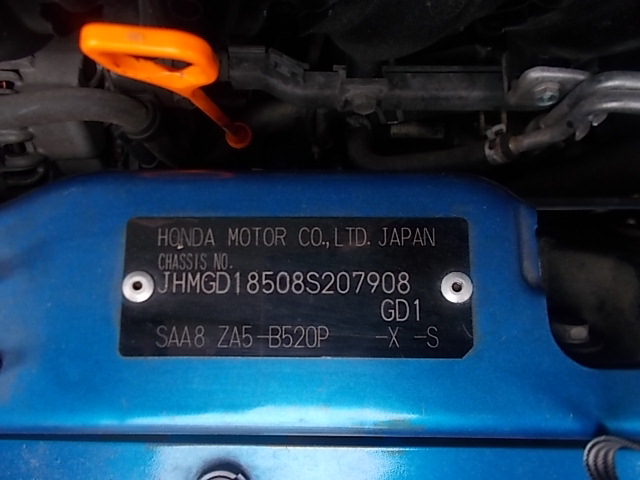 HONDA MOTOR CO.,LTD. JAPAN
CHASSIS NO.
JHMGD18508S207908
GD1
SAA8 ZA5-B520P -X -S